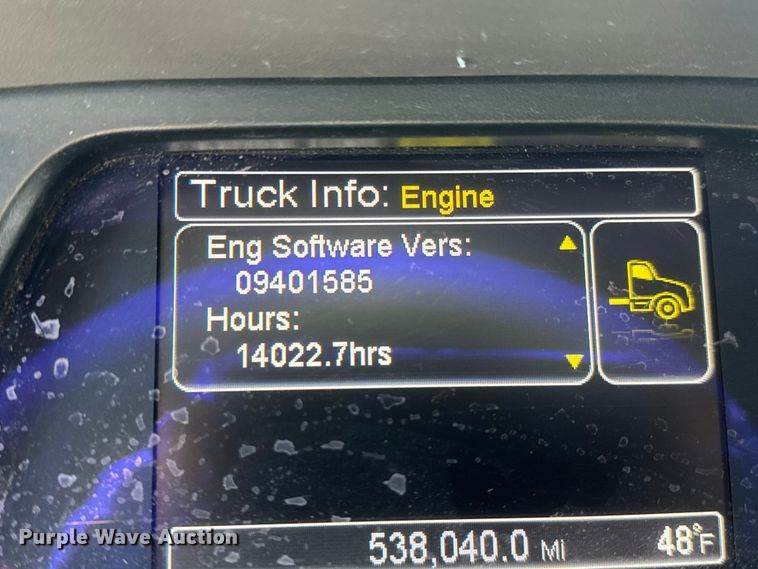 Truck Info: Engine
Eng Software Vers:
09401585
Hours:
14022.7hrs
538,040.0 Mi 48°F
Purple Wave Auction